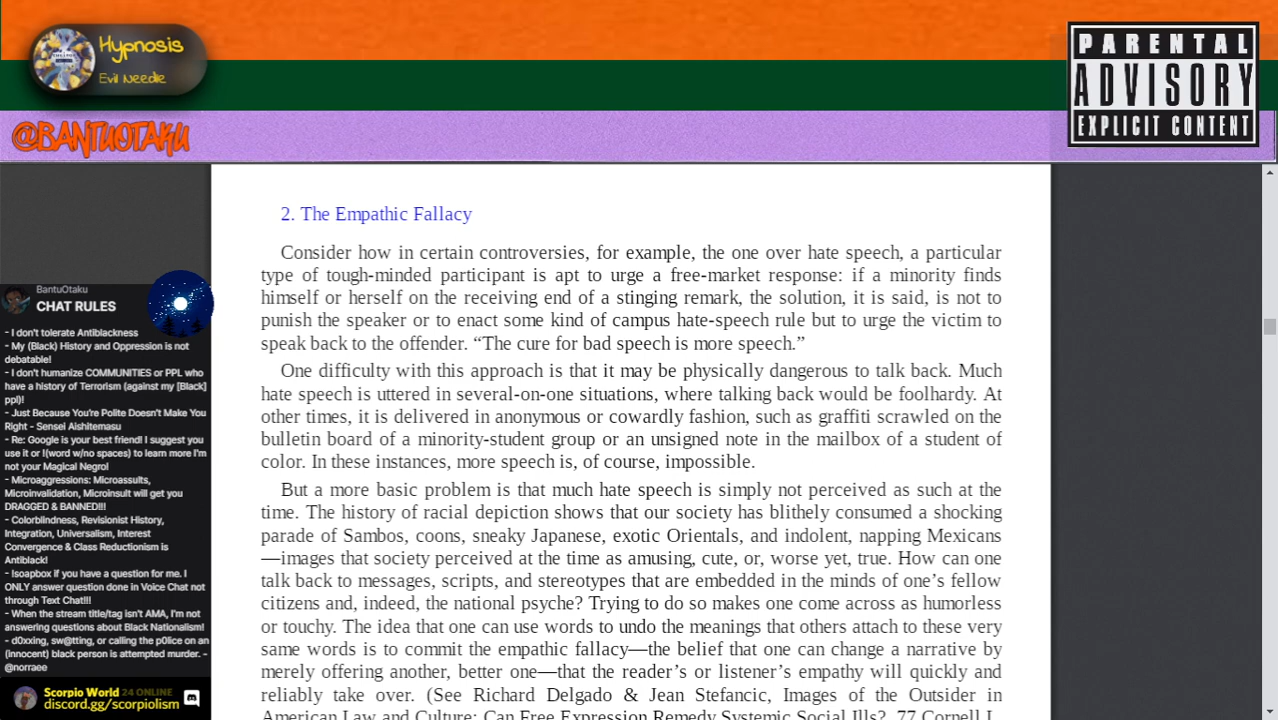 Hypnosis
Evil Needle
PARENTAL
ADVISORY
EXPLICIT CONTENT
@BANTUOTAKU
2. The Empathic Fallacy
Consider how in certain controversies, for example, the one over hate speech, a particular
type of tough-minded participant is apt to urge a free-market response: if a minority finds
himself or herself on the receiving end of a stinging remark, the solution, it is said, is not to
punish the speaker or to enact some kind of campus hate-speech rule but to urge the victim to
speak back to the offender. “The cure for bad speech is more speech.”
One difficulty with this approach is that it may be physically dangerous to talk back. Much
hate speech is uttered in several-on-one situations, where talking back would be foolhardy. At
other times, it is delivered in anonymous or cowardly fashion, such as graffiti scrawled on the
bulletin board of a minority-student group or an unsigned note in the mailbox of a student of
color. In these instances, more speech is, of course, impossible.
But a more basic problem is that much hate speech is simply not perceived as such at the
time. The history of racial depiction shows that our society has blithely consumed a shocking
parade of Sambos, coons, sneaky Japanese, exotic Orientals, and indolent, napping Mexicans
—images that society perceived at the time as amusing, cute, or, worse yet, true. How can one
talk back to messages, scripts, and stereotypes that are embedded in the minds of one’s fellow
citizens and, indeed, the national psyche? Trying to do so makes one come across as humorless
or touchy. The idea that one can use words to undo the meanings that others attach to these very
same words is to commit the empathic fallacy—the belief that one can change a narrative by
merely offering another, better one—that the reader’s or listener’s empathy will quickly and
reliably take over. (See Richard Delgado & Jean Stefancic, Images of the Outsider in
American Law and Culture: Can Free Expression Remedy Systemic Social Ills?, 77 Cornell L.
BantuOtaku
CHAT RULES
- I don't tolerate Antiblackness
- My (Black) History and Oppression is not
debatable!
- I don't humanize COMMUNITIES or PPL who
have a history of Terrorism (against my [Black]
ppl)!
- Just Because You're Polite Doesn't Make You
Right - Sensei Aishitemasu
- Re: Google is your best friend! I suggest you
use it or !(word w/no spaces) to learn more I'm
not your Magical Negro!
- Microaggressions: Microassults,
Microinvalidation, Microinsult will get you
DRAGGED & BANNED!!!
- Colorblindness, Revisionist History,
Integration, Universalism, Interest
Convergence & Class Reductionism is
Antiblack!
- !soapbox if you have a question for me. I
ONLY answer question done in Voice Chat not
through Text Chat!!!
- When the stream title/tag isn't AMA, I'm not
answering questions about Black Nationalism!
- d0xxing, sw@tting, or calling the p0lice on an
(innocent) black person is attempted murder. -
@norraee
Scorpio World 24 ONLINE
discord.gg/scorpiolism